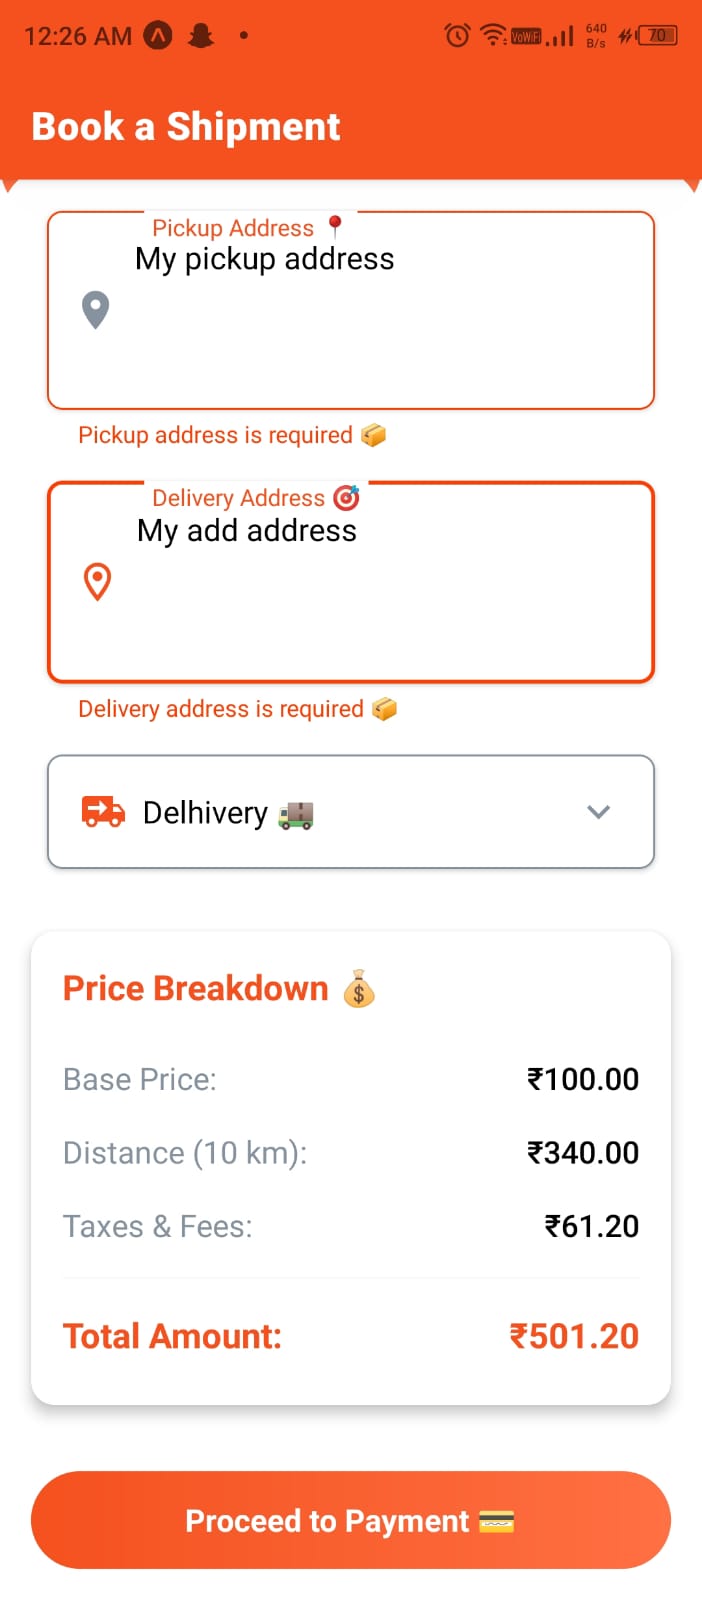 12:26 AM
VoWiFi
640
B/s
70
Book a Shipment
Pickup Address 📍
My pickup address
Pickup address is required 📦
Delivery Address 🎯
My add address
Delivery address is required 📦
Delhivery 🚚
Price Breakdown 💰
Base Price: ₹100.00
Distance (10 km): ₹340.00
Taxes & Fees: ₹61.20
Total Amount: ₹501.20
Proceed to Payment 💳